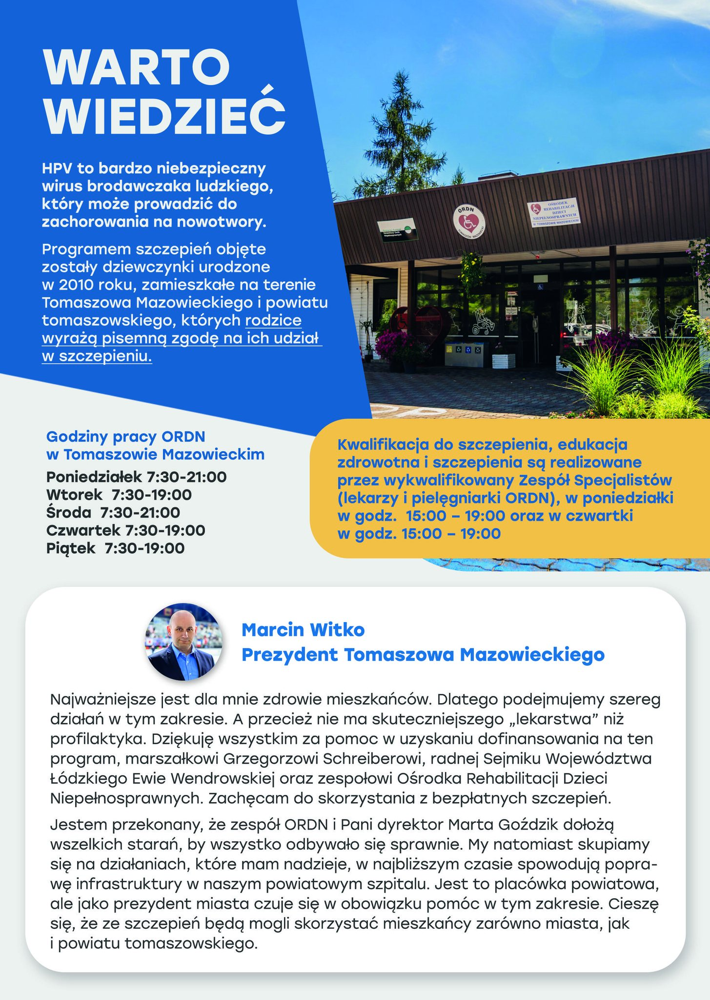 WARTO
WIEDZIEĆ
HPV to bardzo niebezpieczny
wirus brodawczaka ludzkiego,
który może prowadzić do
zachorowania na nowotwory.
Programem szczepień objęte
zostały dziewczynki urodzone
w 2010 roku, zamieszkałe na terenie
Tomaszowa Mazowieckiego i powiatu
tomaszowskiego, których rodzice
wyrażą pisemną zgodę na ich udział
w szczepieniu.
ORDN
TOMASZÓW MAZOWIECKI
OŚRODEK
REHABILITACJI
DZIECI
NIEPEŁNOSPRAWNYCH
W TOMASZOWIE MAZOWIECKIM
Godziny pracy ORDN
w Tomaszowie Mazowieckim
Poniedziałek 7:30-21:00
Wtorek 7:30-19:00
Środa 7:30-21:00
Czwartek 7:30-19:00
Piątek 7:30-19:00
Kwalifikacja do szczepienia, edukacja
zdrowotna i szczepienia są realizowane
przez wykwalifikowany Zespół Specjalistów
(lekarzy i pielęgniarki ORDN), w poniedziałki
w godz. 15:00 – 19:00 oraz w czwartki
w godz. 15:00 – 19:00
Marcin Witko
Prezydent Tomaszowa Mazowieckiego
Najważniejsze jest dla mnie zdrowie mieszkańców. Dlatego podejmujemy szereg
działań w tym zakresie. A przecież nie ma skuteczniejszego „lekarstwa” niż
profilaktyka. Dziękuję wszystkim za pomoc w uzyskaniu dofinansowania na ten
program, marszałkowi Grzegorzowi Schreiberowi, radnej Sejmiku Województwa
Łódzkiego Ewie Wendrowskiej oraz zespołowi Ośrodka Rehabilitacji Dzieci
Niepełnosprawnych. Zachęcam do skorzystania z bezpłatnych szczepień.
Jestem przekonany, że zespół ORDN i Pani dyrektor Marta Goździk dołożą
wszelkich starań, by wszystko odbywało się sprawnie. My natomiast skupiamy
się na działaniach, które mam nadzieje, w najbliższym czasie spowodują popra-
wę infrastruktury w naszym powiatowym szpitalu. Jest to placówka powiatowa,
ale jako prezydent miasta czuje się w obowiązku pomóc w tym zakresie. Cieszę
się, że ze szczepień będą mogli skorzystać mieszkańcy zarówno miasta, jak
i powiatu tomaszowskiego.